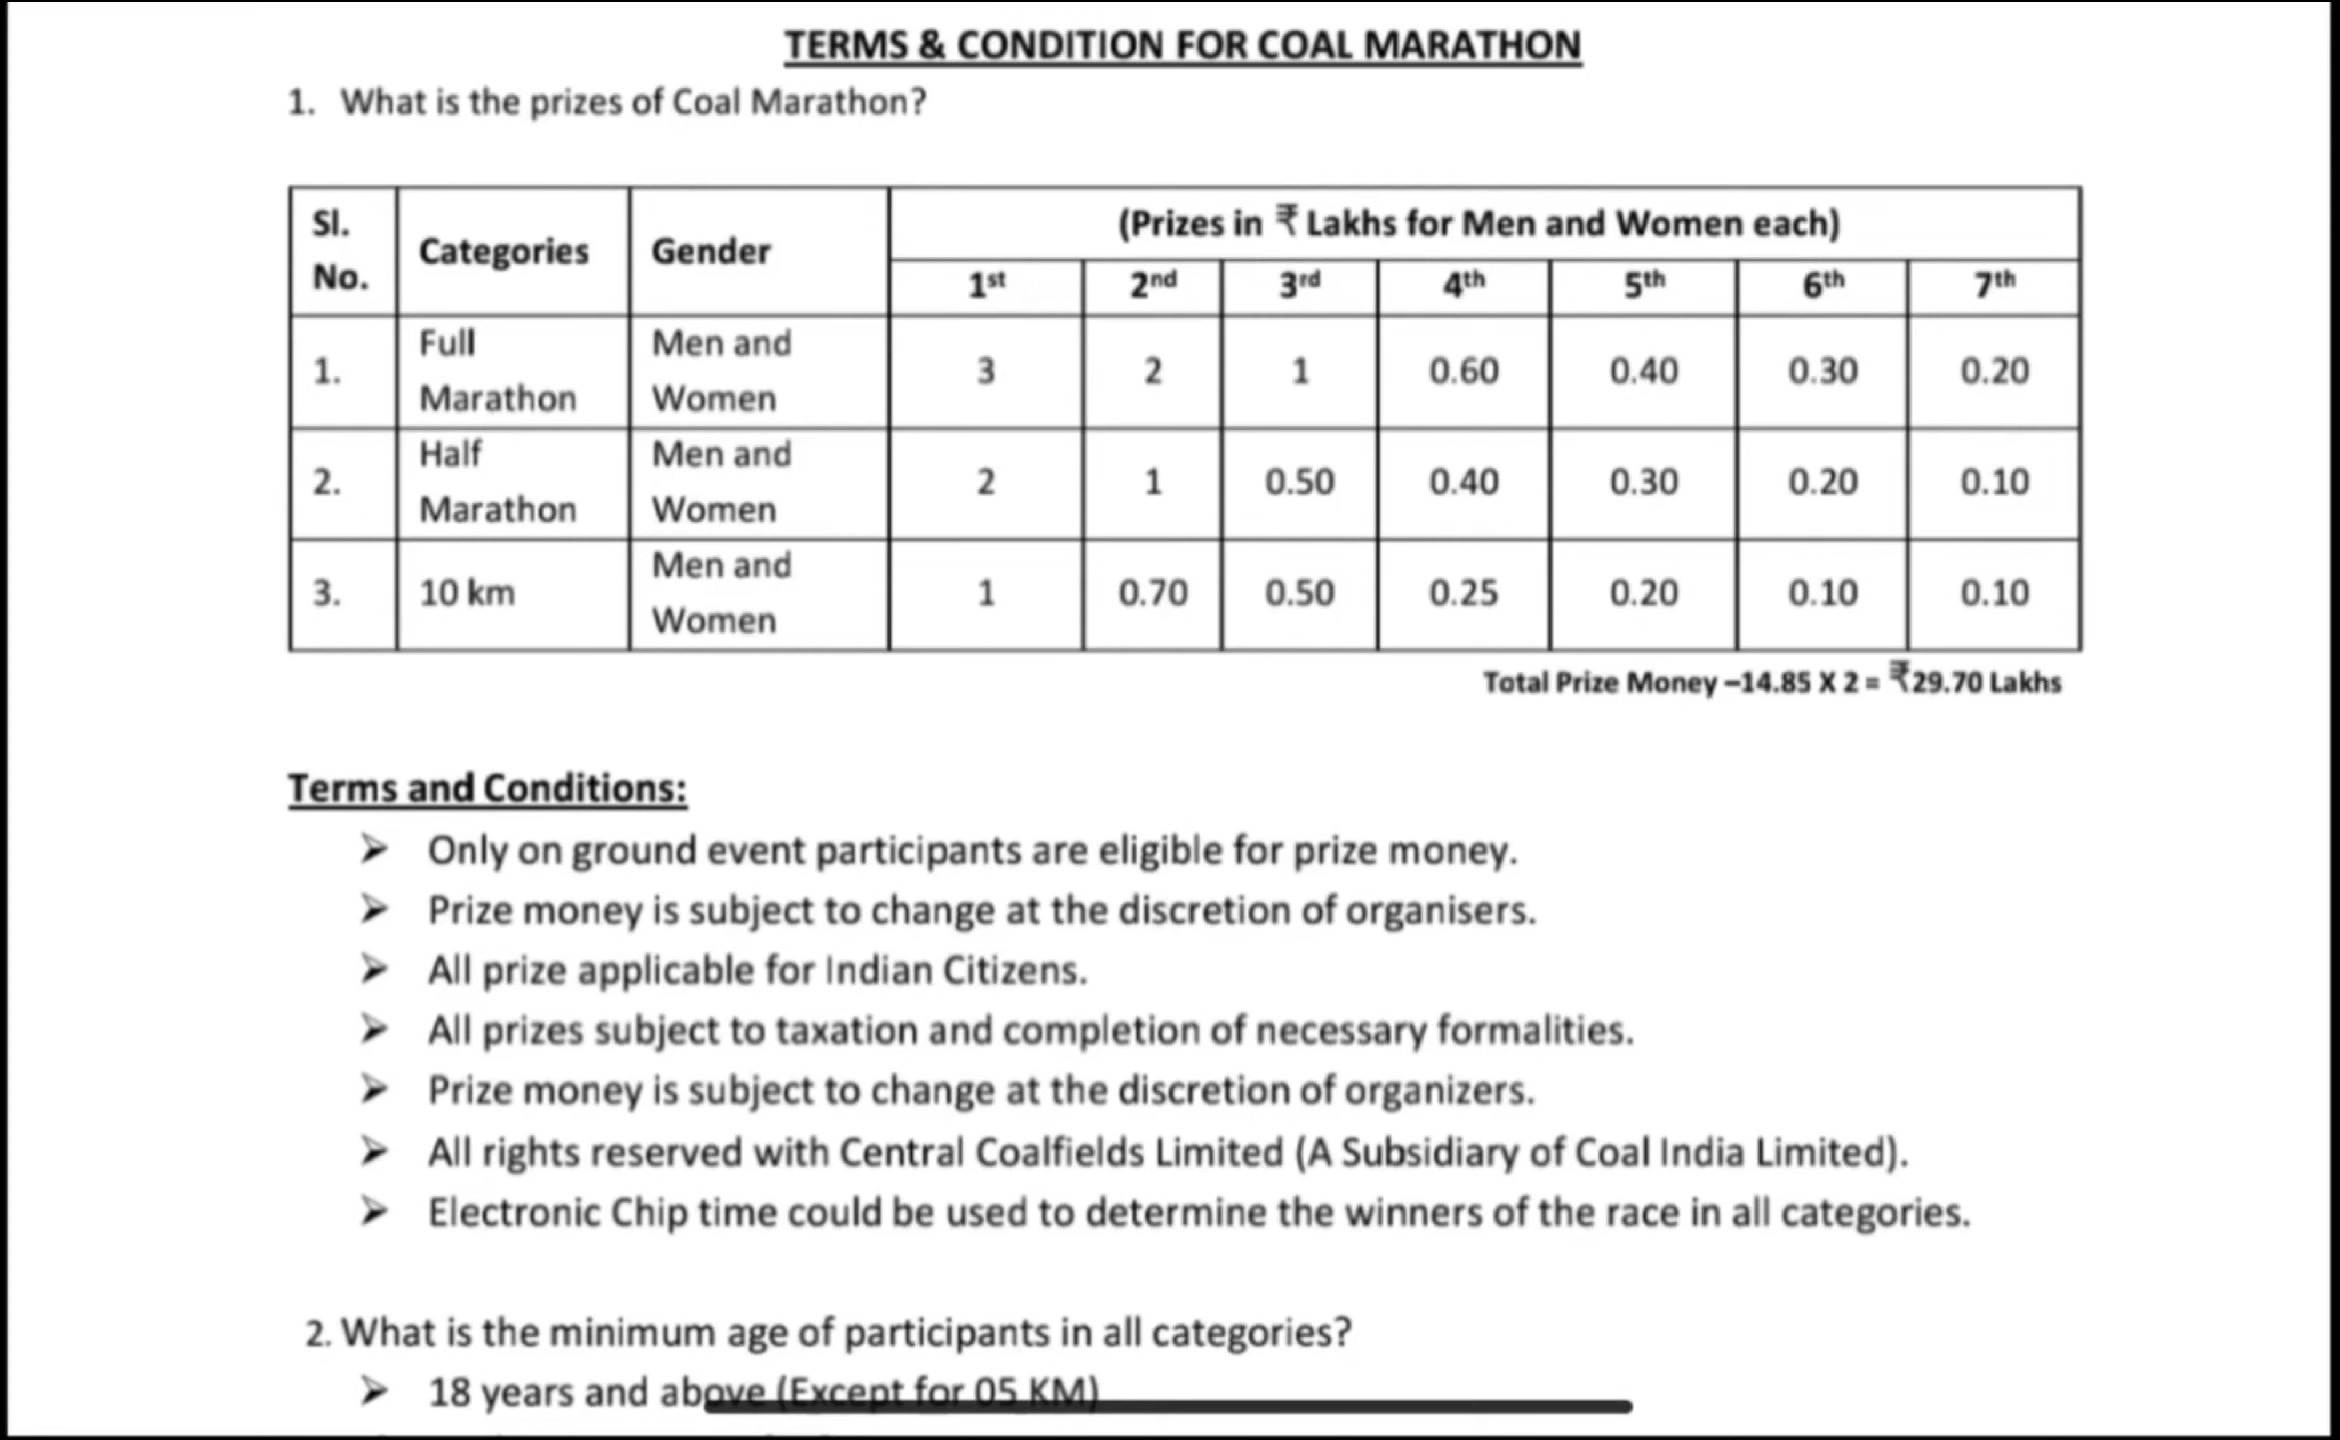 TERMS & CONDITION FOR COAL MARATHON
1. What is the prizes of Coal Marathon?
Sl. No. Categories Gender (Prizes in ₹ Lakhs for Men and Women each)
1st 2nd 3rd 4th 5th 6th 7th
1. Full Marathon Men and Women 3 2 1 0.60 0.40 0.30 0.20
2. Half Marathon Men and Women 2 1 0.50 0.40 0.30 0.20 0.10
3. 10 km Men and Women 1 0.70 0.50 0.25 0.20 0.10 0.10
Total Prize Money –14.85 X 2 = ₹29.70 Lakhs
Terms and Conditions:
➤ Only on ground event participants are eligible for prize money.
➤ Prize money is subject to change at the discretion of organisers.
➤ All prize applicable for Indian Citizens.
➤ All prizes subject to taxation and completion of necessary formalities.
➤ Prize money is subject to change at the discretion of organizers.
➤ All rights reserved with Central Coalfields Limited (A Subsidiary of Coal India Limited).
➤ Electronic Chip time could be used to determine the winners of the race in all categories.
2. What is the minimum age of participants in all categories?
➤ 18 years and above (Except for 05 KM)